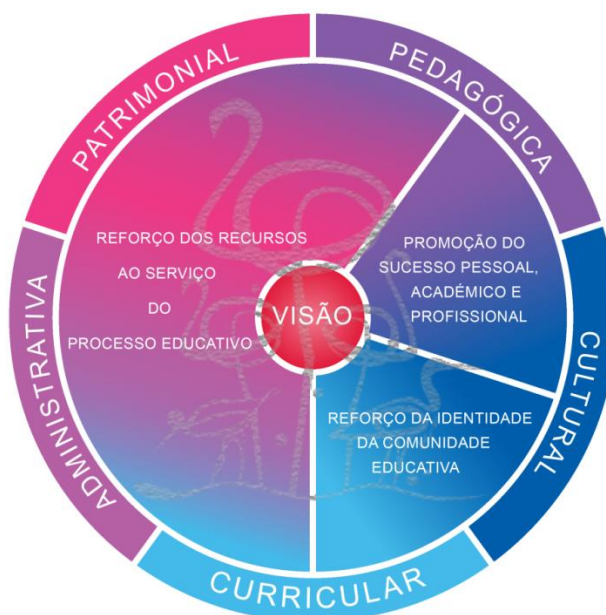 PATRIMONIAL
PEDAGÓGICA
CULTURAL
CURRICULAR
ADMINISTRATIVA
REFORÇO DOS RECURSOS
AO SERVIÇO
DO
PROCESSO EDUCATIVO
VISÃO
PROMOÇÃO DO
SUCESSO PESSOAL,
ACADÉMICO E
PROFISSIONAL
REFORÇO DA IDENTIDADE
DA COMUNIDADE
EDUCATIVA